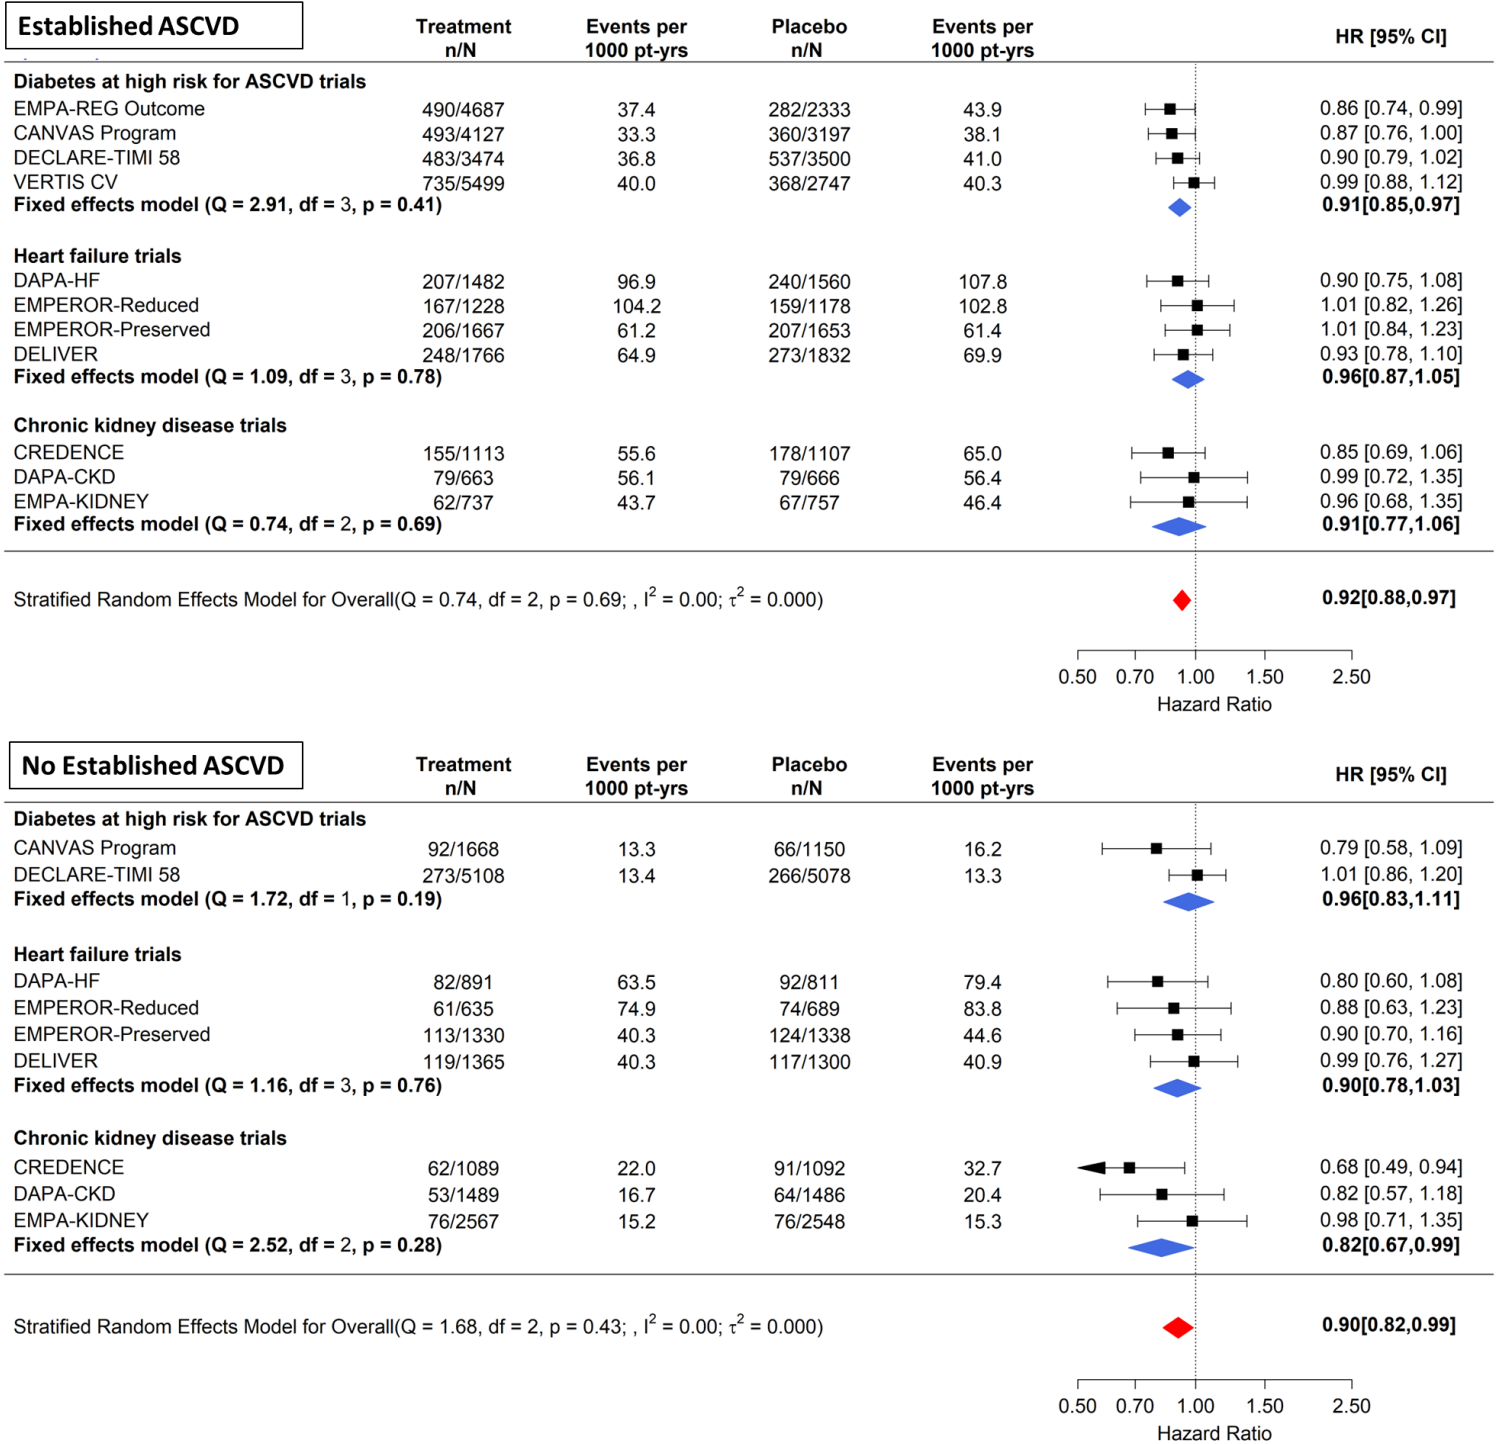 Established ASCVD
Treatment Events per Placebo Events per HR [95% CI]
n/N 1000 pt-yrs n/N 1000 pt-yrs
Diabetes at high risk for ASCVD trials
EMPA-REG Outcome 490/4687 37.4 282/2333 43.9 0.86 [0.74, 0.99]
CANVAS Program 493/4127 33.3 360/3197 38.1 0.87 [0.76, 1.00]
DECLARE-TIMI 58 483/3474 36.8 537/3500 41.0 0.90 [0.79, 1.02]
VERTIS CV 735/5499 40.0 368/2747 40.3 0.99 [0.88, 1.12]
Fixed effects model (Q = 2.91, df = 3, p = 0.41) 0.91[0.85,0.97]
Heart failure trials
DAPA-HF 207/1482 96.9 240/1560 107.8 0.90 [0.75, 1.08]
EMPEROR-Reduced 167/1228 104.2 159/1178 102.8 1.01 [0.82, 1.26]
EMPEROR-Preserved 206/1667 61.2 207/1653 61.4 1.01 [0.84, 1.23]
DELIVER 248/1766 64.9 273/1832 69.9 0.93 [0.78, 1.10]
Fixed effects model (Q = 1.09, df = 3, p = 0.78) 0.96[0.87,1.05]
Chronic kidney disease trials
CREDENCE 155/1113 55.6 178/1107 65.0 0.85 [0.69, 1.06]
DAPA-CKD 79/663 56.1 79/666 56.4 0.99 [0.72, 1.35]
EMPA-KIDNEY 62/737 43.7 67/757 46.4 0.96 [0.68, 1.35]
Fixed effects model (Q = 0.74, df = 2, p = 0.69) 0.91[0.77,1.06]
Stratified Random Effects Model for Overall(Q = 0.74, df = 2, p = 0.69; , I² = 0.00; τ² = 0.000) 0.92[0.88,0.97]
0.50 0.70 1.00 1.50 2.50
Hazard Ratio
No Established ASCVD
Treatment Events per Placebo Events per HR [95% CI]
n/N 1000 pt-yrs n/N 1000 pt-yrs
Diabetes at high risk for ASCVD trials
CANVAS Program 92/1668 13.3 66/1150 16.2 0.79 [0.58, 1.09]
DECLARE-TIMI 58 273/5108 13.4 266/5078 13.3 1.01 [0.86, 1.20]
Fixed effects model (Q = 1.72, df = 1, p = 0.19) 0.96[0.83,1.11]
Heart failure trials
DAPA-HF 82/891 63.5 92/811 79.4 0.80 [0.60, 1.08]
EMPEROR-Reduced 61/635 74.9 74/689 83.8 0.88 [0.63, 1.23]
EMPEROR-Preserved 113/1330 40.3 124/1338 44.6 0.90 [0.70, 1.16]
DELIVER 119/1365 40.3 117/1300 40.9 0.99 [0.76, 1.27]
Fixed effects model (Q = 1.16, df = 3, p = 0.76) 0.90[0.78,1.03]
Chronic kidney disease trials
CREDENCE 62/1089 22.0 91/1092 32.7 0.68 [0.49, 0.94]
DAPA-CKD 53/1489 16.7 64/1486 20.4 0.82 [0.57, 1.18]
EMPA-KIDNEY 76/2567 15.2 76/2548 15.3 0.98 [0.71, 1.35]
Fixed effects model (Q = 2.52, df = 2, p = 0.28) 0.82[0.67,0.99]
Stratified Random Effects Model for Overall(Q = 1.68, df = 2, p = 0.43; , I² = 0.00; τ² = 0.000) 0.90[0.82,0.99]
0.50 0.70 1.00 1.50 2.50
Hazard Ratio